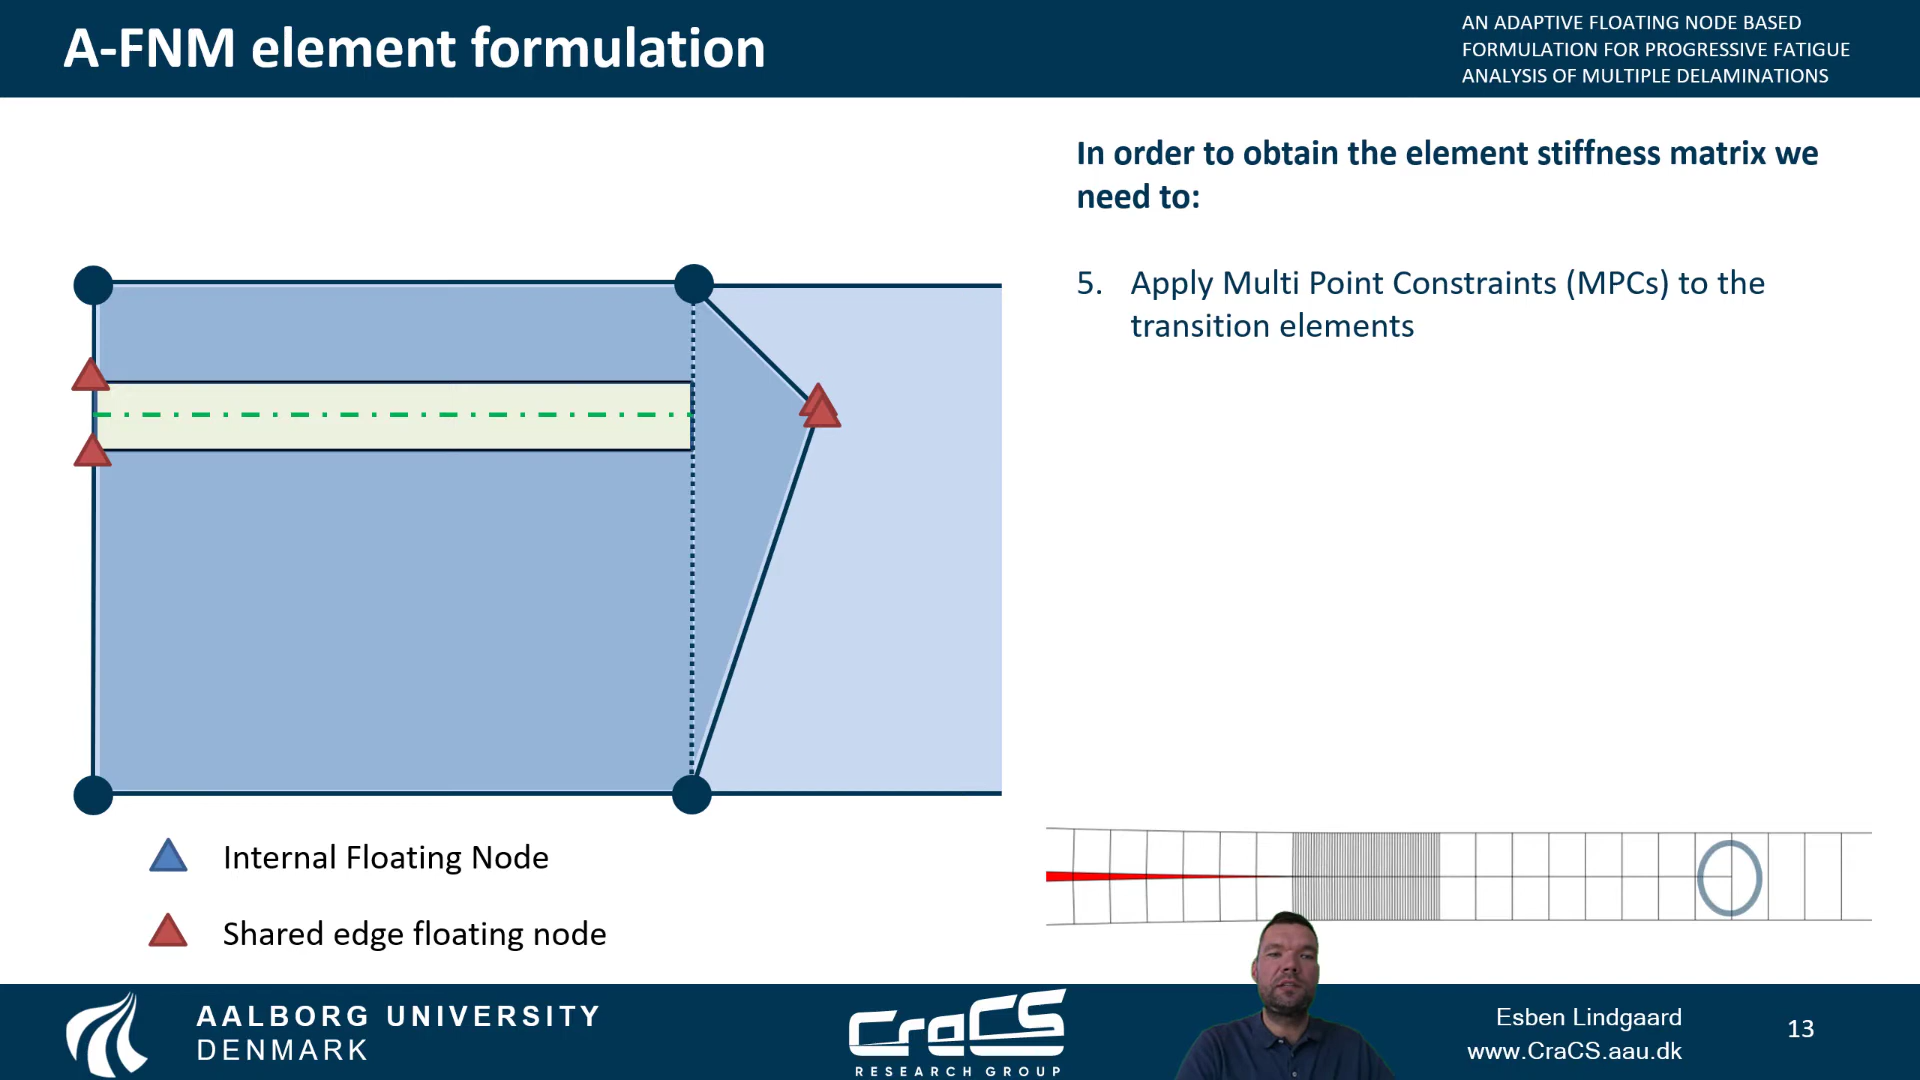 A-FNM element formulation
AN ADAPTIVE FLOATING NODE BASED
FORMULATION FOR PROGRESSIVE FATIGUE
ANALYSIS OF MULTIPLE DELAMINATIONS
In order to obtain the element stiffness matrix we
need to:
5. Apply Multi Point Constraints (MPCs) to the
transition elements
Internal Floating Node
Shared edge floating node
AALBORG UNIVERSITY
DENMARK
CraCS
RESEARCH GROUP
Esben Lindgaard
www.CraCS.aau.dk
13